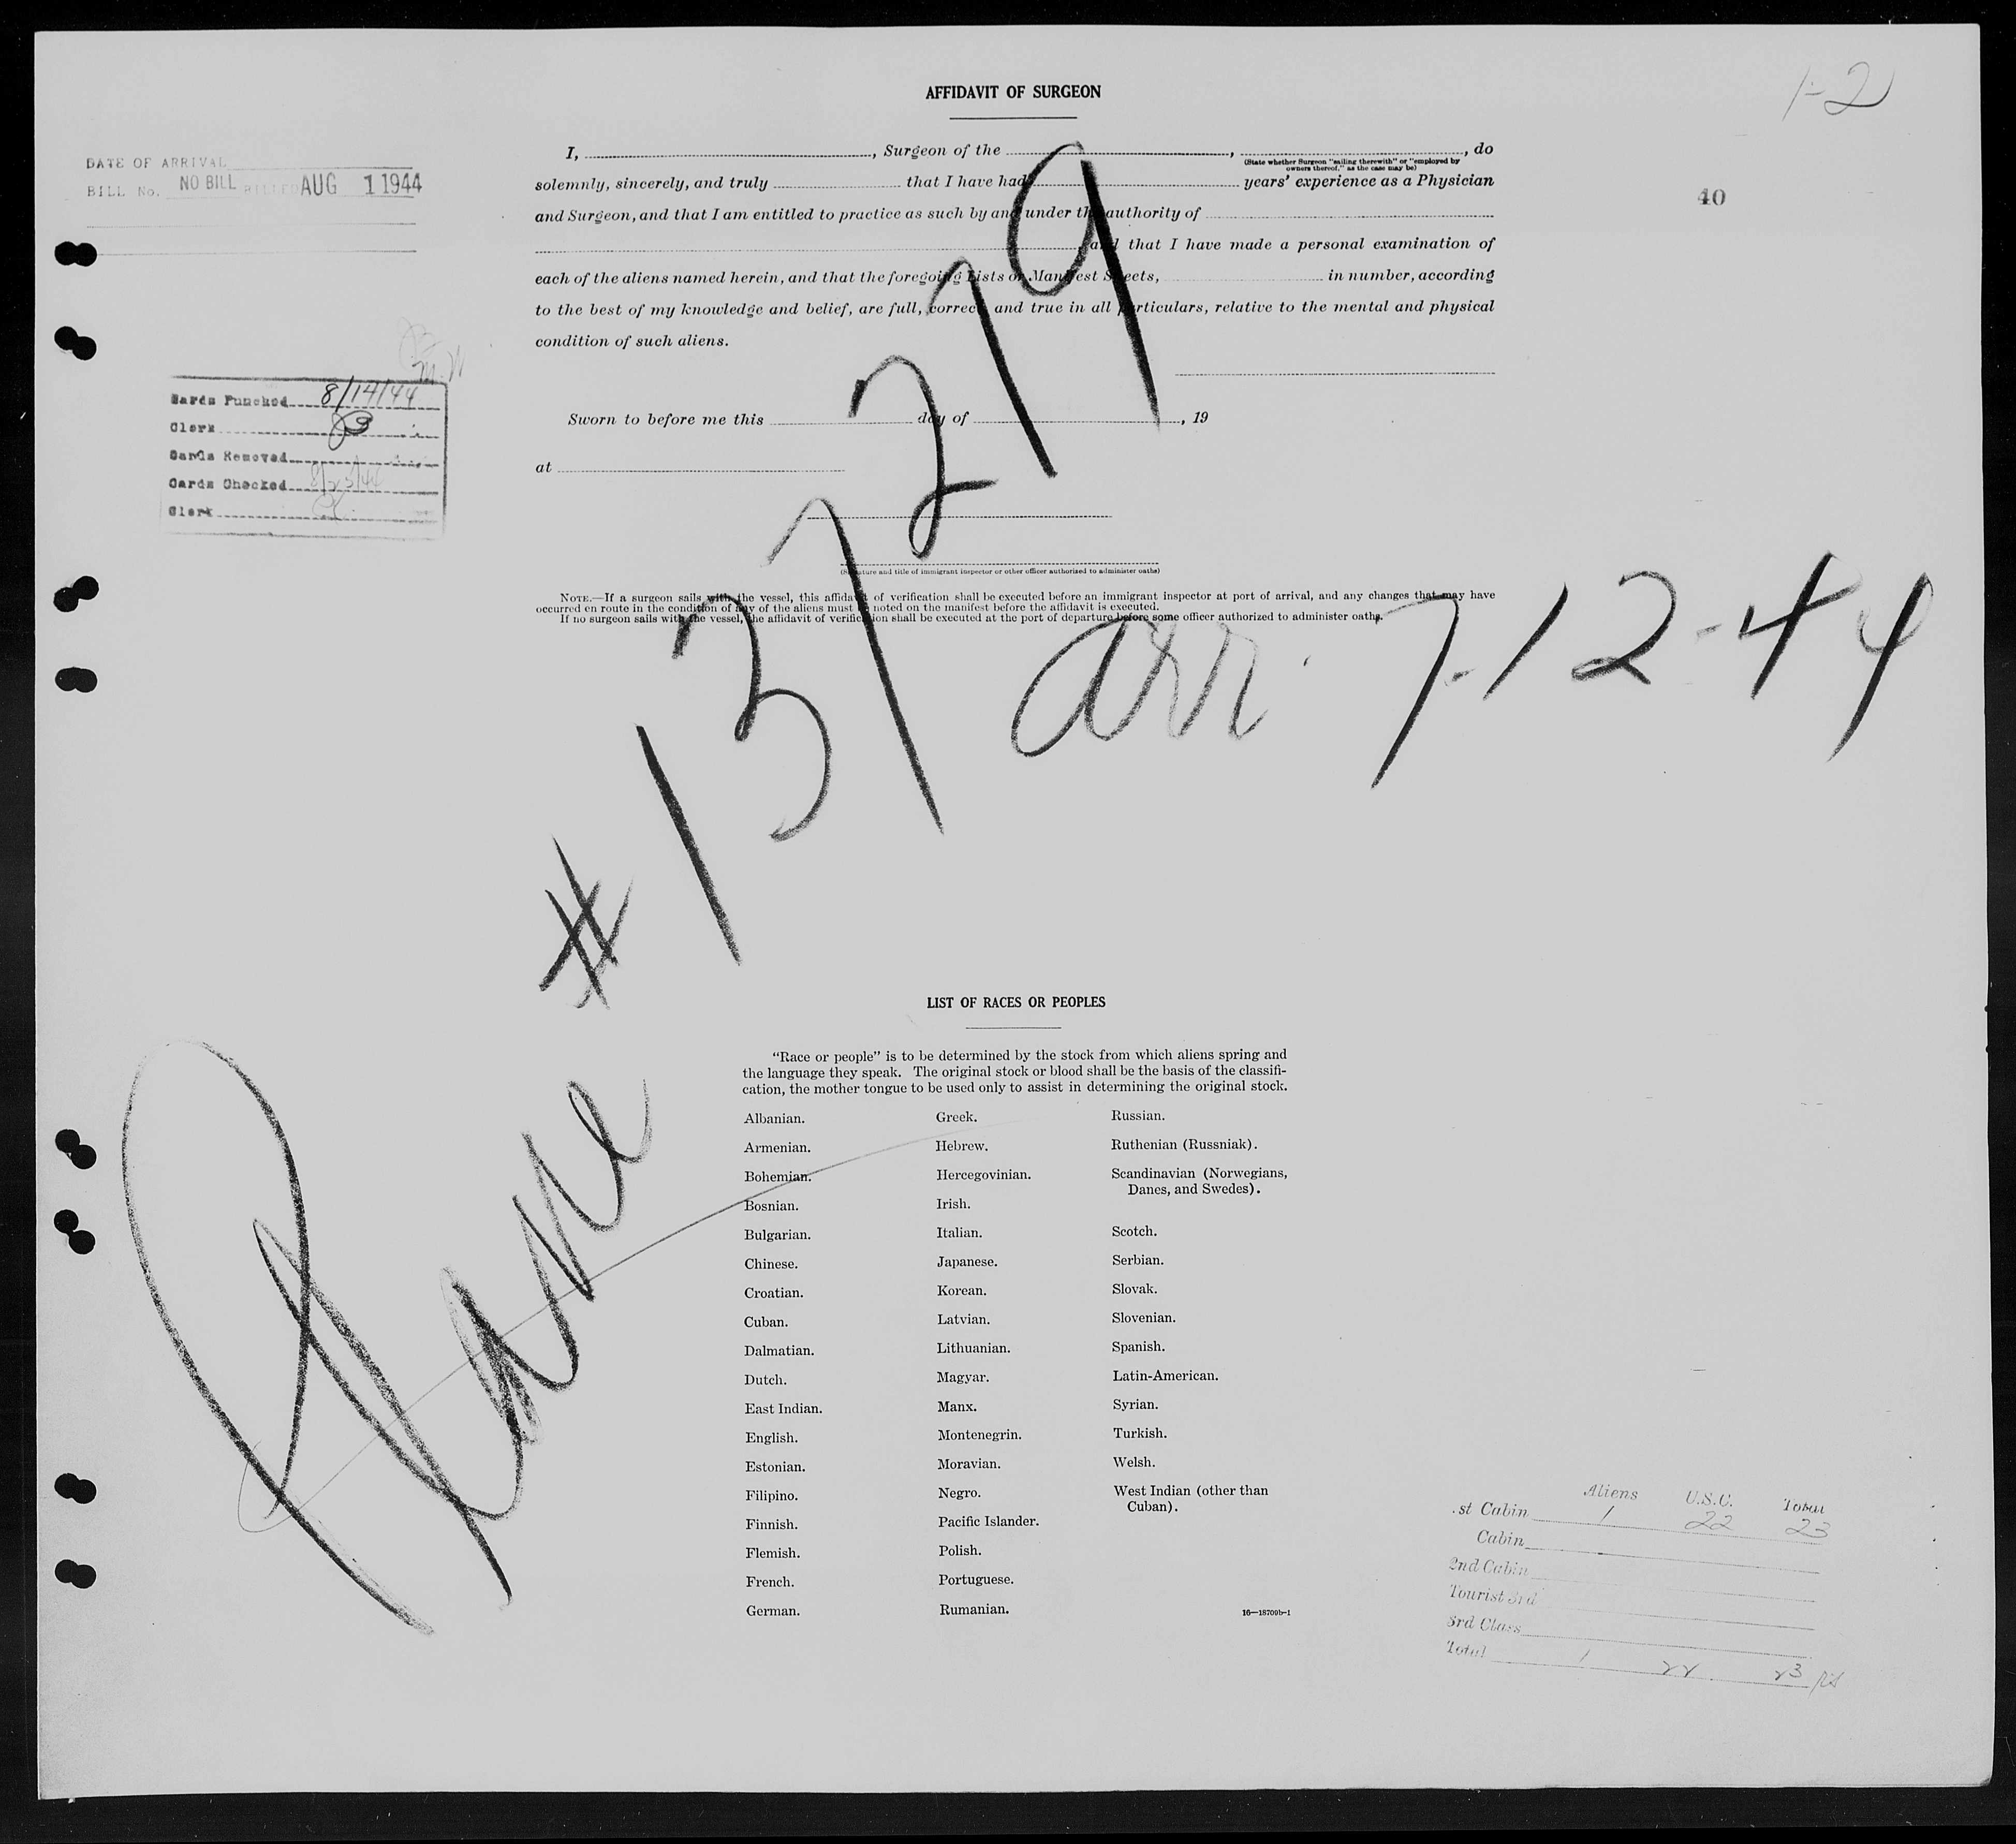 1-2
AFFIDAVIT OF SURGEON
DATE OF ARRIVAL
BILL No. NO BILL BILLED AUG 1 1944
40
I, , Surgeon of the , , do
(State whether Surgeon "sailing therewith" or "employed by
owners thereof," as the case may be)
solemnly, sincerely, and truly that I have had years' experience as a Physician
and Surgeon, and that I am entitled to practice as such by and under the authority of
, and that I have made a personal examination of
each of the aliens named herein, and that the foregoing Lists or Manifest Sheets, in number, according
to the best of my knowledge and belief, are full, correct, and true in all particulars, relative to the mental and physical
condition of such aliens.
Cards Punched 8/14/44
Clerk
Cards Removed
Cards Checked 8/23/44
Clerk
Sworn to before me this day of , 19
at
(Signature and title of immigrant inspector or other officer authorized to administer oaths)
NOTE.—If a surgeon sails with the vessel, this affidavit of verification shall be executed before an immigrant inspector at port of arrival, and any changes that may have
occurred en route in the condition of any of the aliens must be noted on the manifest before the affidavit is executed.
If no surgeon sails with the vessel, the affidavit of verification shall be executed at the port of departure before some officer authorized to administer oaths.
Plane # 137279
arr. 7-12-44
LIST OF RACES OR PEOPLES
"Race or people" is to be determined by the stock from which aliens spring and
the language they speak. The original stock or blood shall be the basis of the classifi-
cation, the mother tongue to be used only to assist in determining the original stock.
Albanian. Greek. Russian.
Armenian. Hebrew. Ruthenian (Russniak).
Bohemian. Hercegovinian. Scandinavian (Norwegians,
Danes, and Swedes).
Bosnian. Irish.
Bulgarian. Italian. Scotch.
Chinese. Japanese. Serbian.
Croatian. Korean. Slovak.
Cuban. Latvian. Slovenian.
Dalmatian. Lithuanian. Spanish.
Dutch. Magyar. Latin-American.
East Indian. Manx. Syrian.
English. Montenegrin. Turkish.
Estonian. Moravian. Welsh.
Filipino. Negro. West Indian (other than
Cuban).
Finnish. Pacific Islander.
Flemish. Polish.
French. Portuguese.
German. Rumanian.
16—18709b-1
Aliens U.S.C. Total
st Cabin 1 22 23
Cabin
2nd Cabin
Tourist 3rd
3rd Class
Total 1 22 23